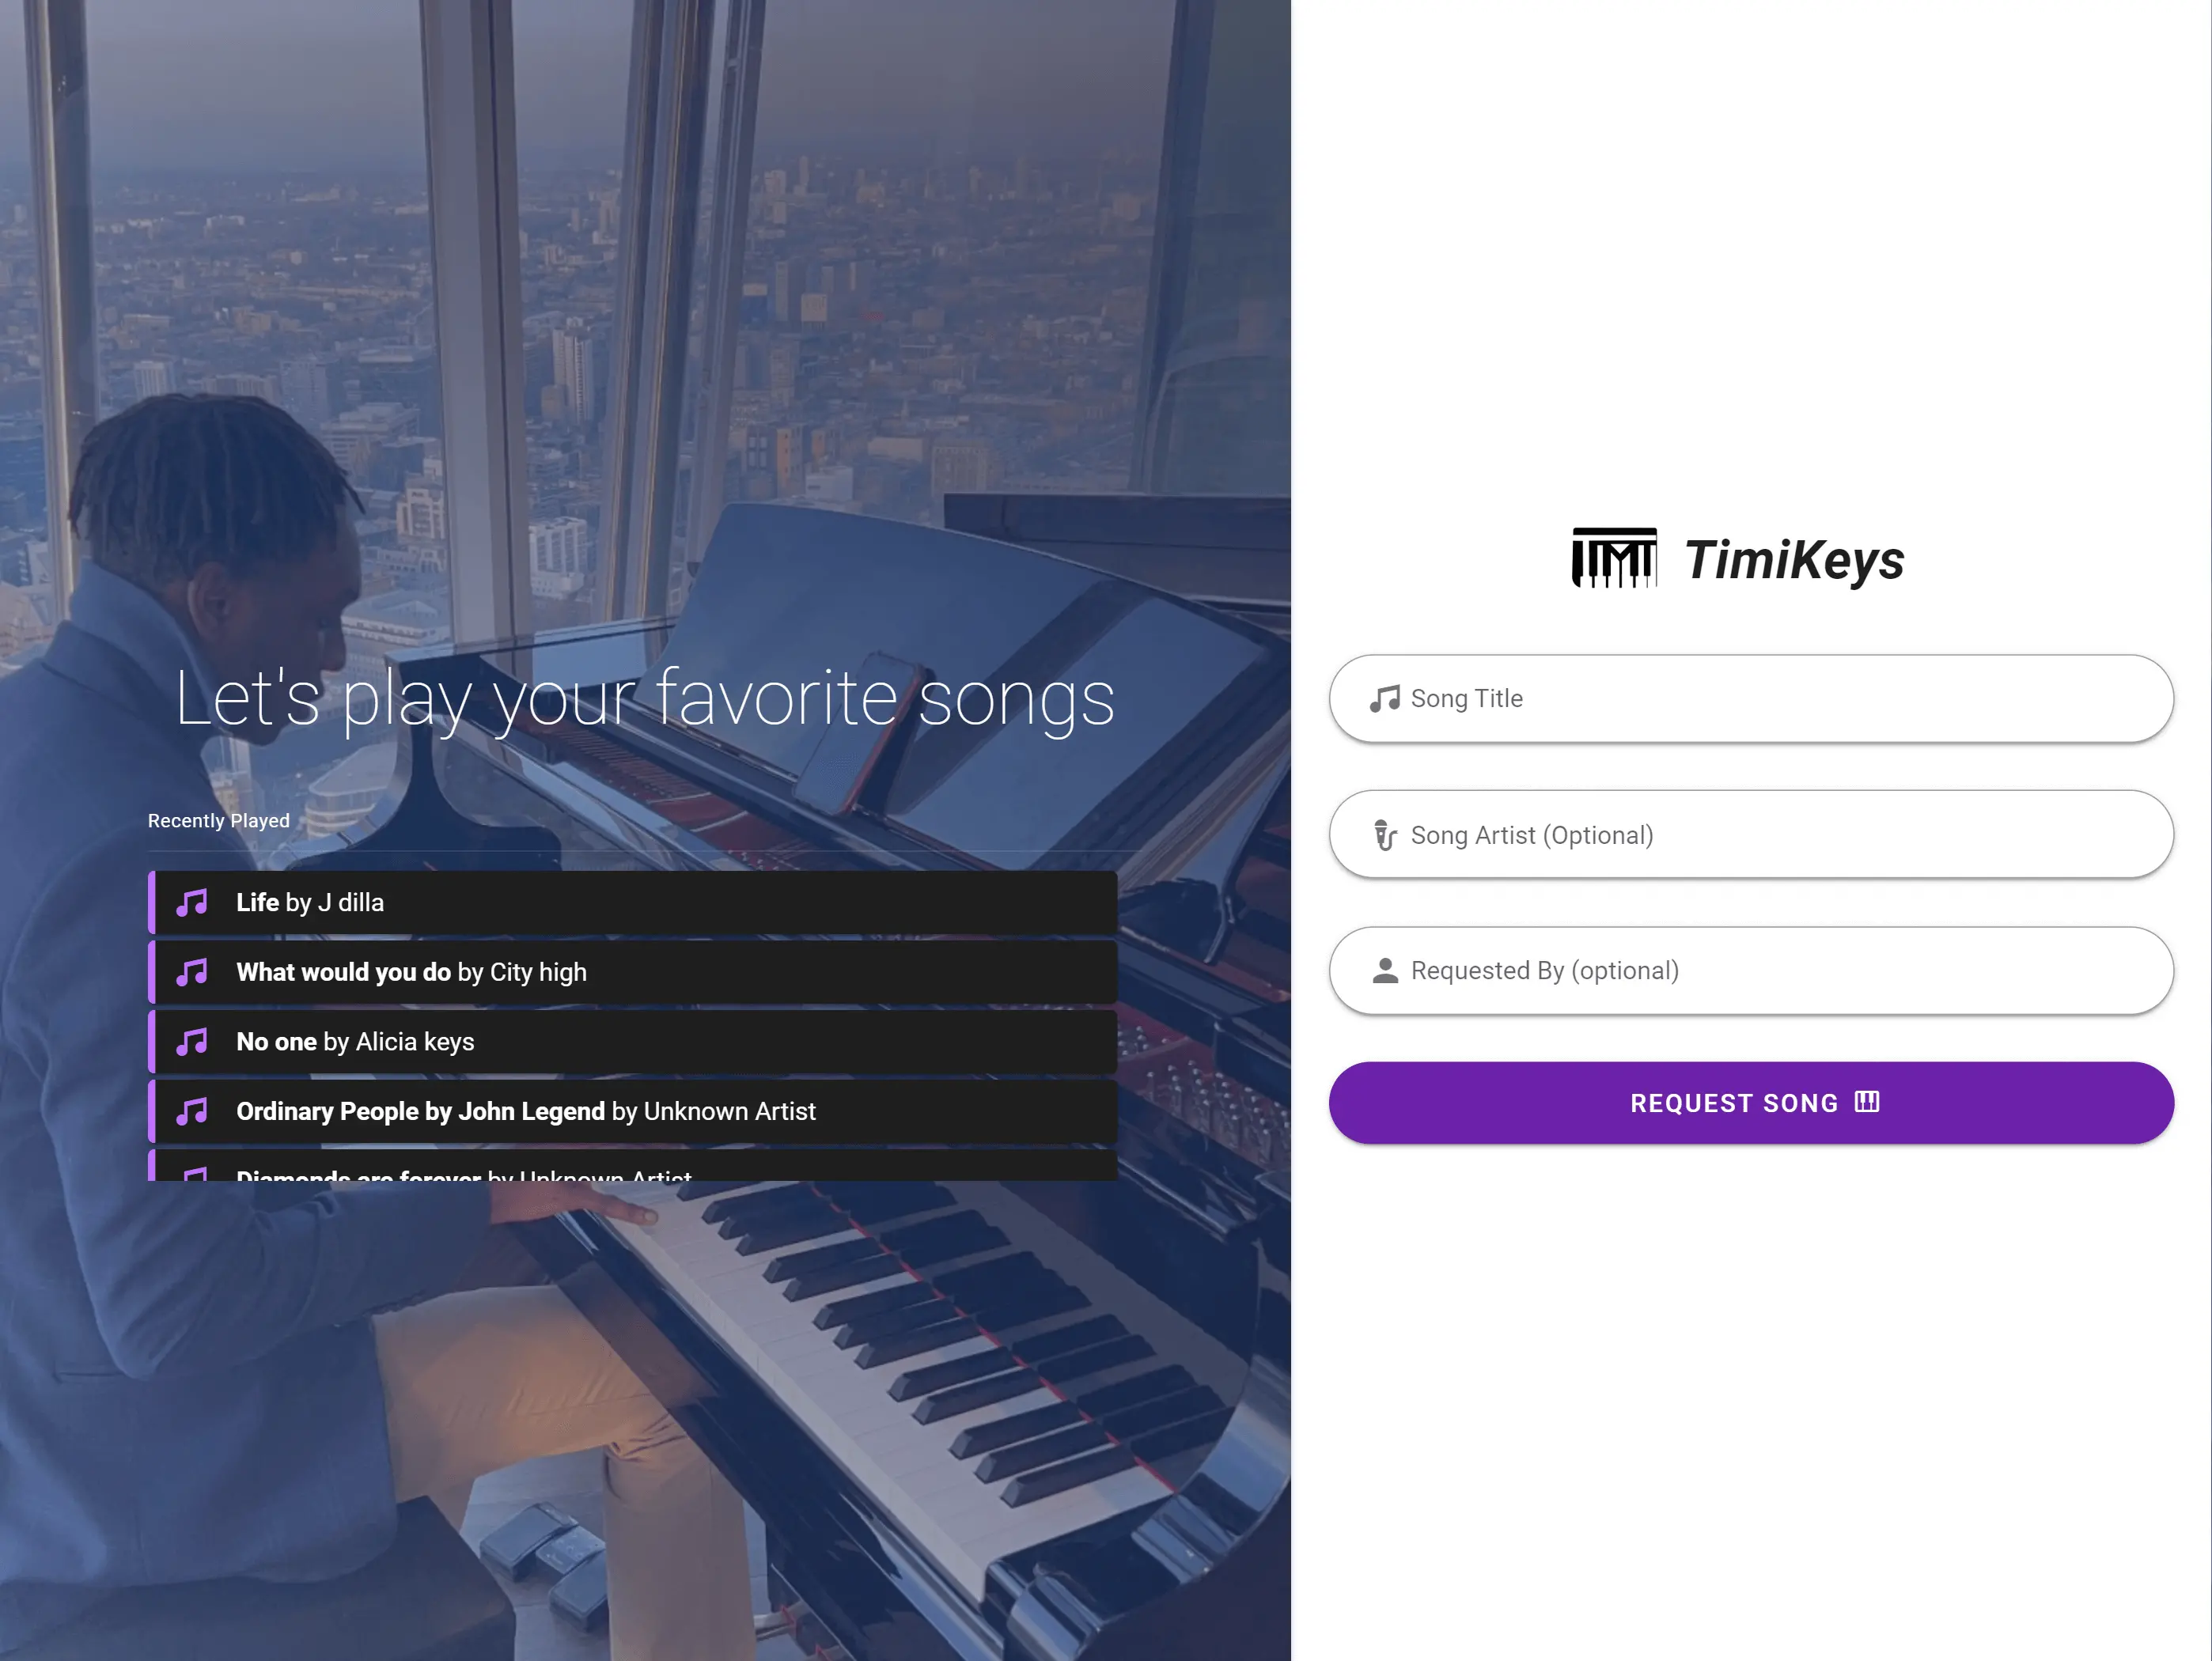 Let's play your favorite songs
Recently Played
Life by J dilla
What would you do by City high
No one by Alicia keys
Ordinary People by John Legend by Unknown Artist
Diamonds are forever by Unknown Artist
TimiKeys
Song Title
Song Artist (Optional)
Requested By (optional)
REQUEST SONG